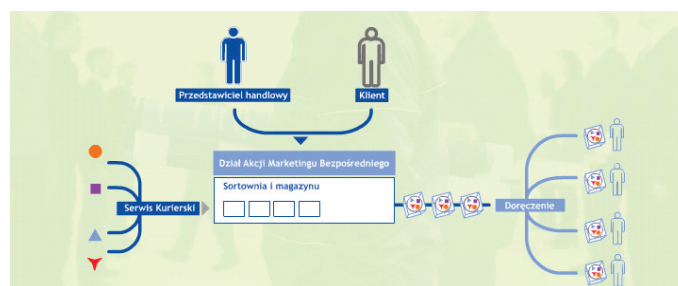 Przedstawiciel handlowy
Klient
Dział Akcji Marketingu Bezpośredniego
Sortownia i magazynu
Serwis Kurierski
Doręczenie